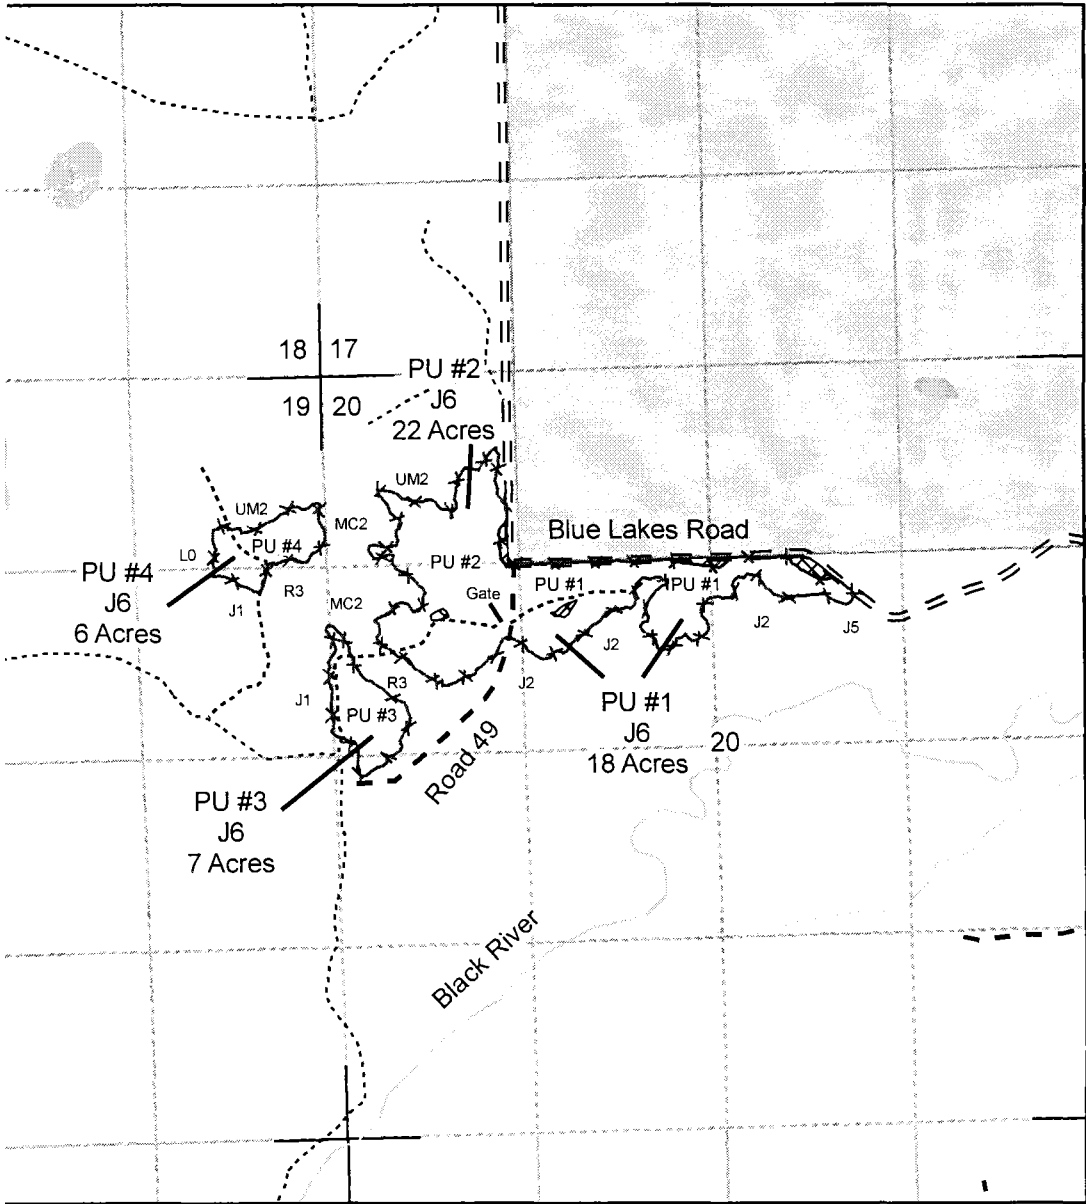 18 17
19 20
PU #2
J6
22 Acres
UM2
UM2
MC2
Blue Lakes Road
L0
PU #4
PU #2
PU #4
J6
6 Acres
J1
R3
MC2
Gate
PU #1
PU #1
J2
J2
J5
J1
R3
J2
PU #3
PU #1
J6
18 Acres
20
Road 49
PU #3
J6
7 Acres
Black River